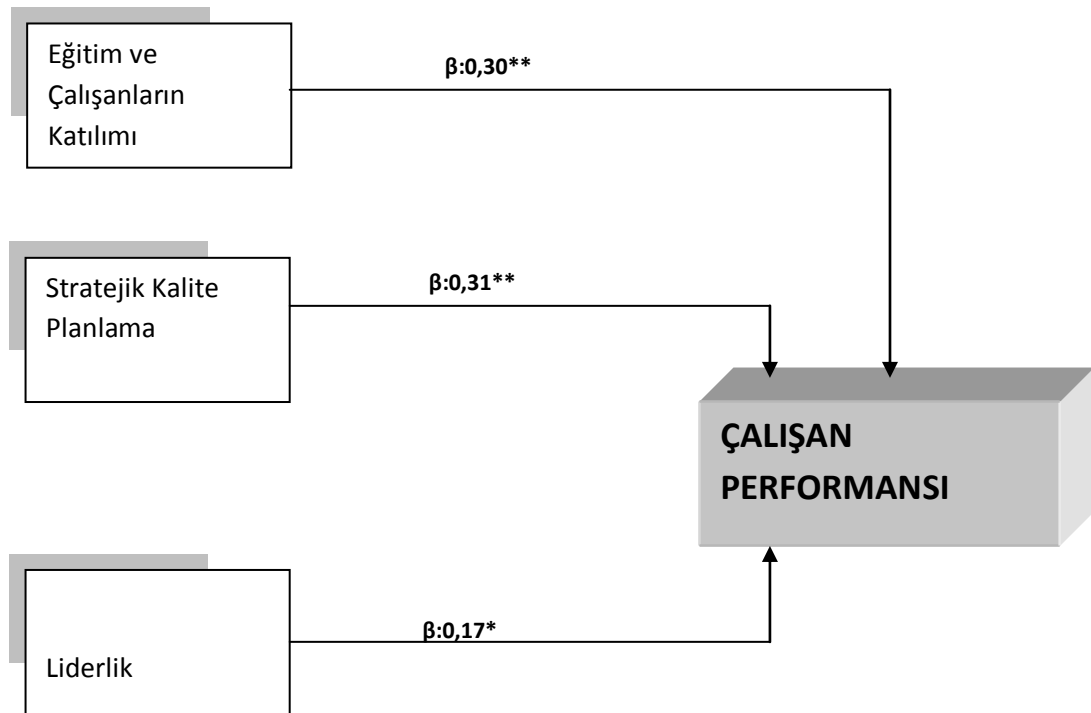 Eğitim ve
Çalışanların
Katılımı
β:0,30**
Stratejik Kalite
Planlama
β:0,31**
ÇALIŞAN
PERFORMANSI
Liderlik
β:0,17*